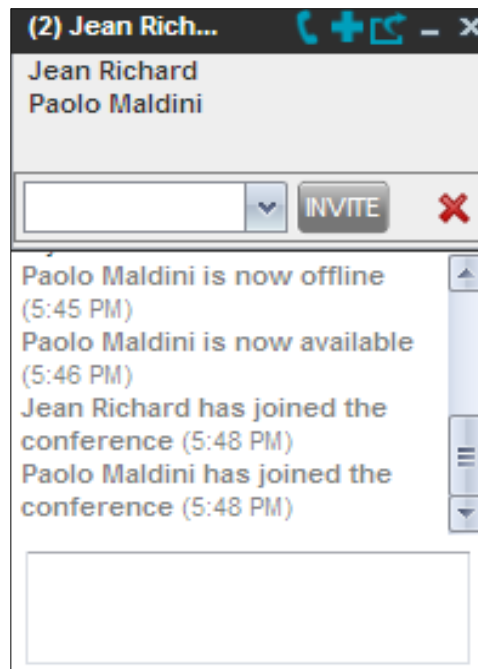 (2) Jean Rich...
Jean Richard
Paolo Maldini
INVITE
Paolo Maldini is now offline
(5:45 PM)
Paolo Maldini is now available
(5:46 PM)
Jean Richard has joined the
conference (5:48 PM)
Paolo Maldini has joined the
conference (5:48 PM)